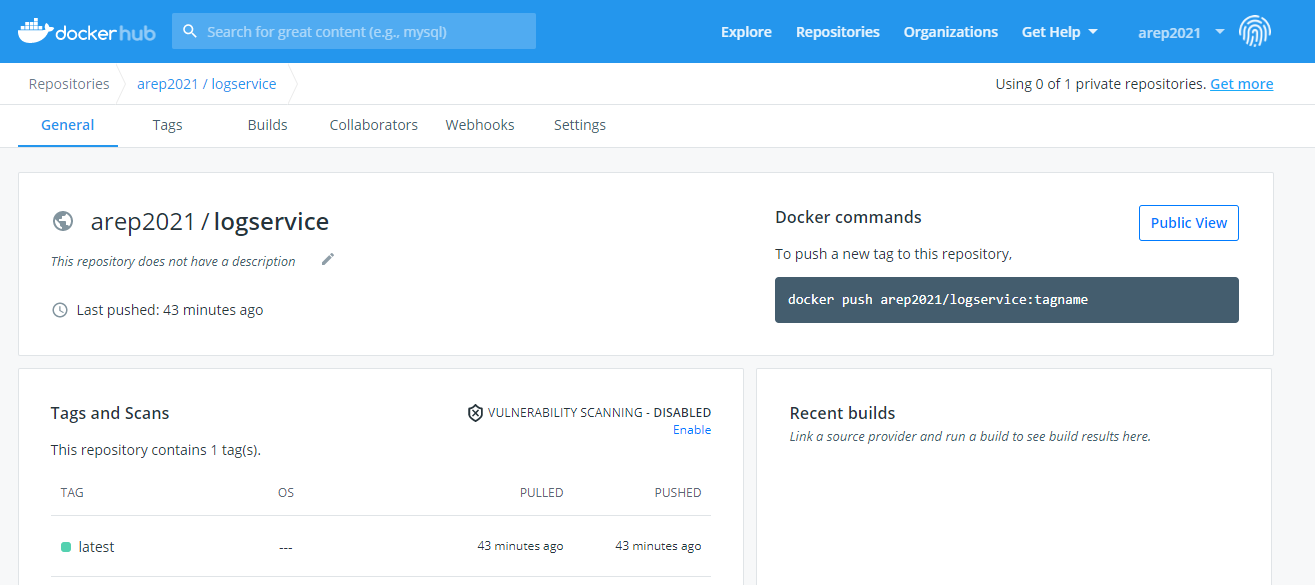 docker hub
Search for great content (e.g., mysql)
Explore Repositories Organizations Get Help arep2021
Repositories arep2021 / logservice Using 0 of 1 private repositories. Get more
General Tags Builds Collaborators Webhooks Settings
arep2021 / logservice
This repository does not have a description
Last pushed: 43 minutes ago
Docker commands
Public View
To push a new tag to this repository,
docker push arep2021/logservice:tagname
Tags and Scans
VULNERABILITY SCANNING - DISABLED
Enable
This repository contains 1 tag(s).
TAG OS PULLED PUSHED
latest --- 43 minutes ago 43 minutes ago
Recent builds
Link a source provider and run a build to see build results here.